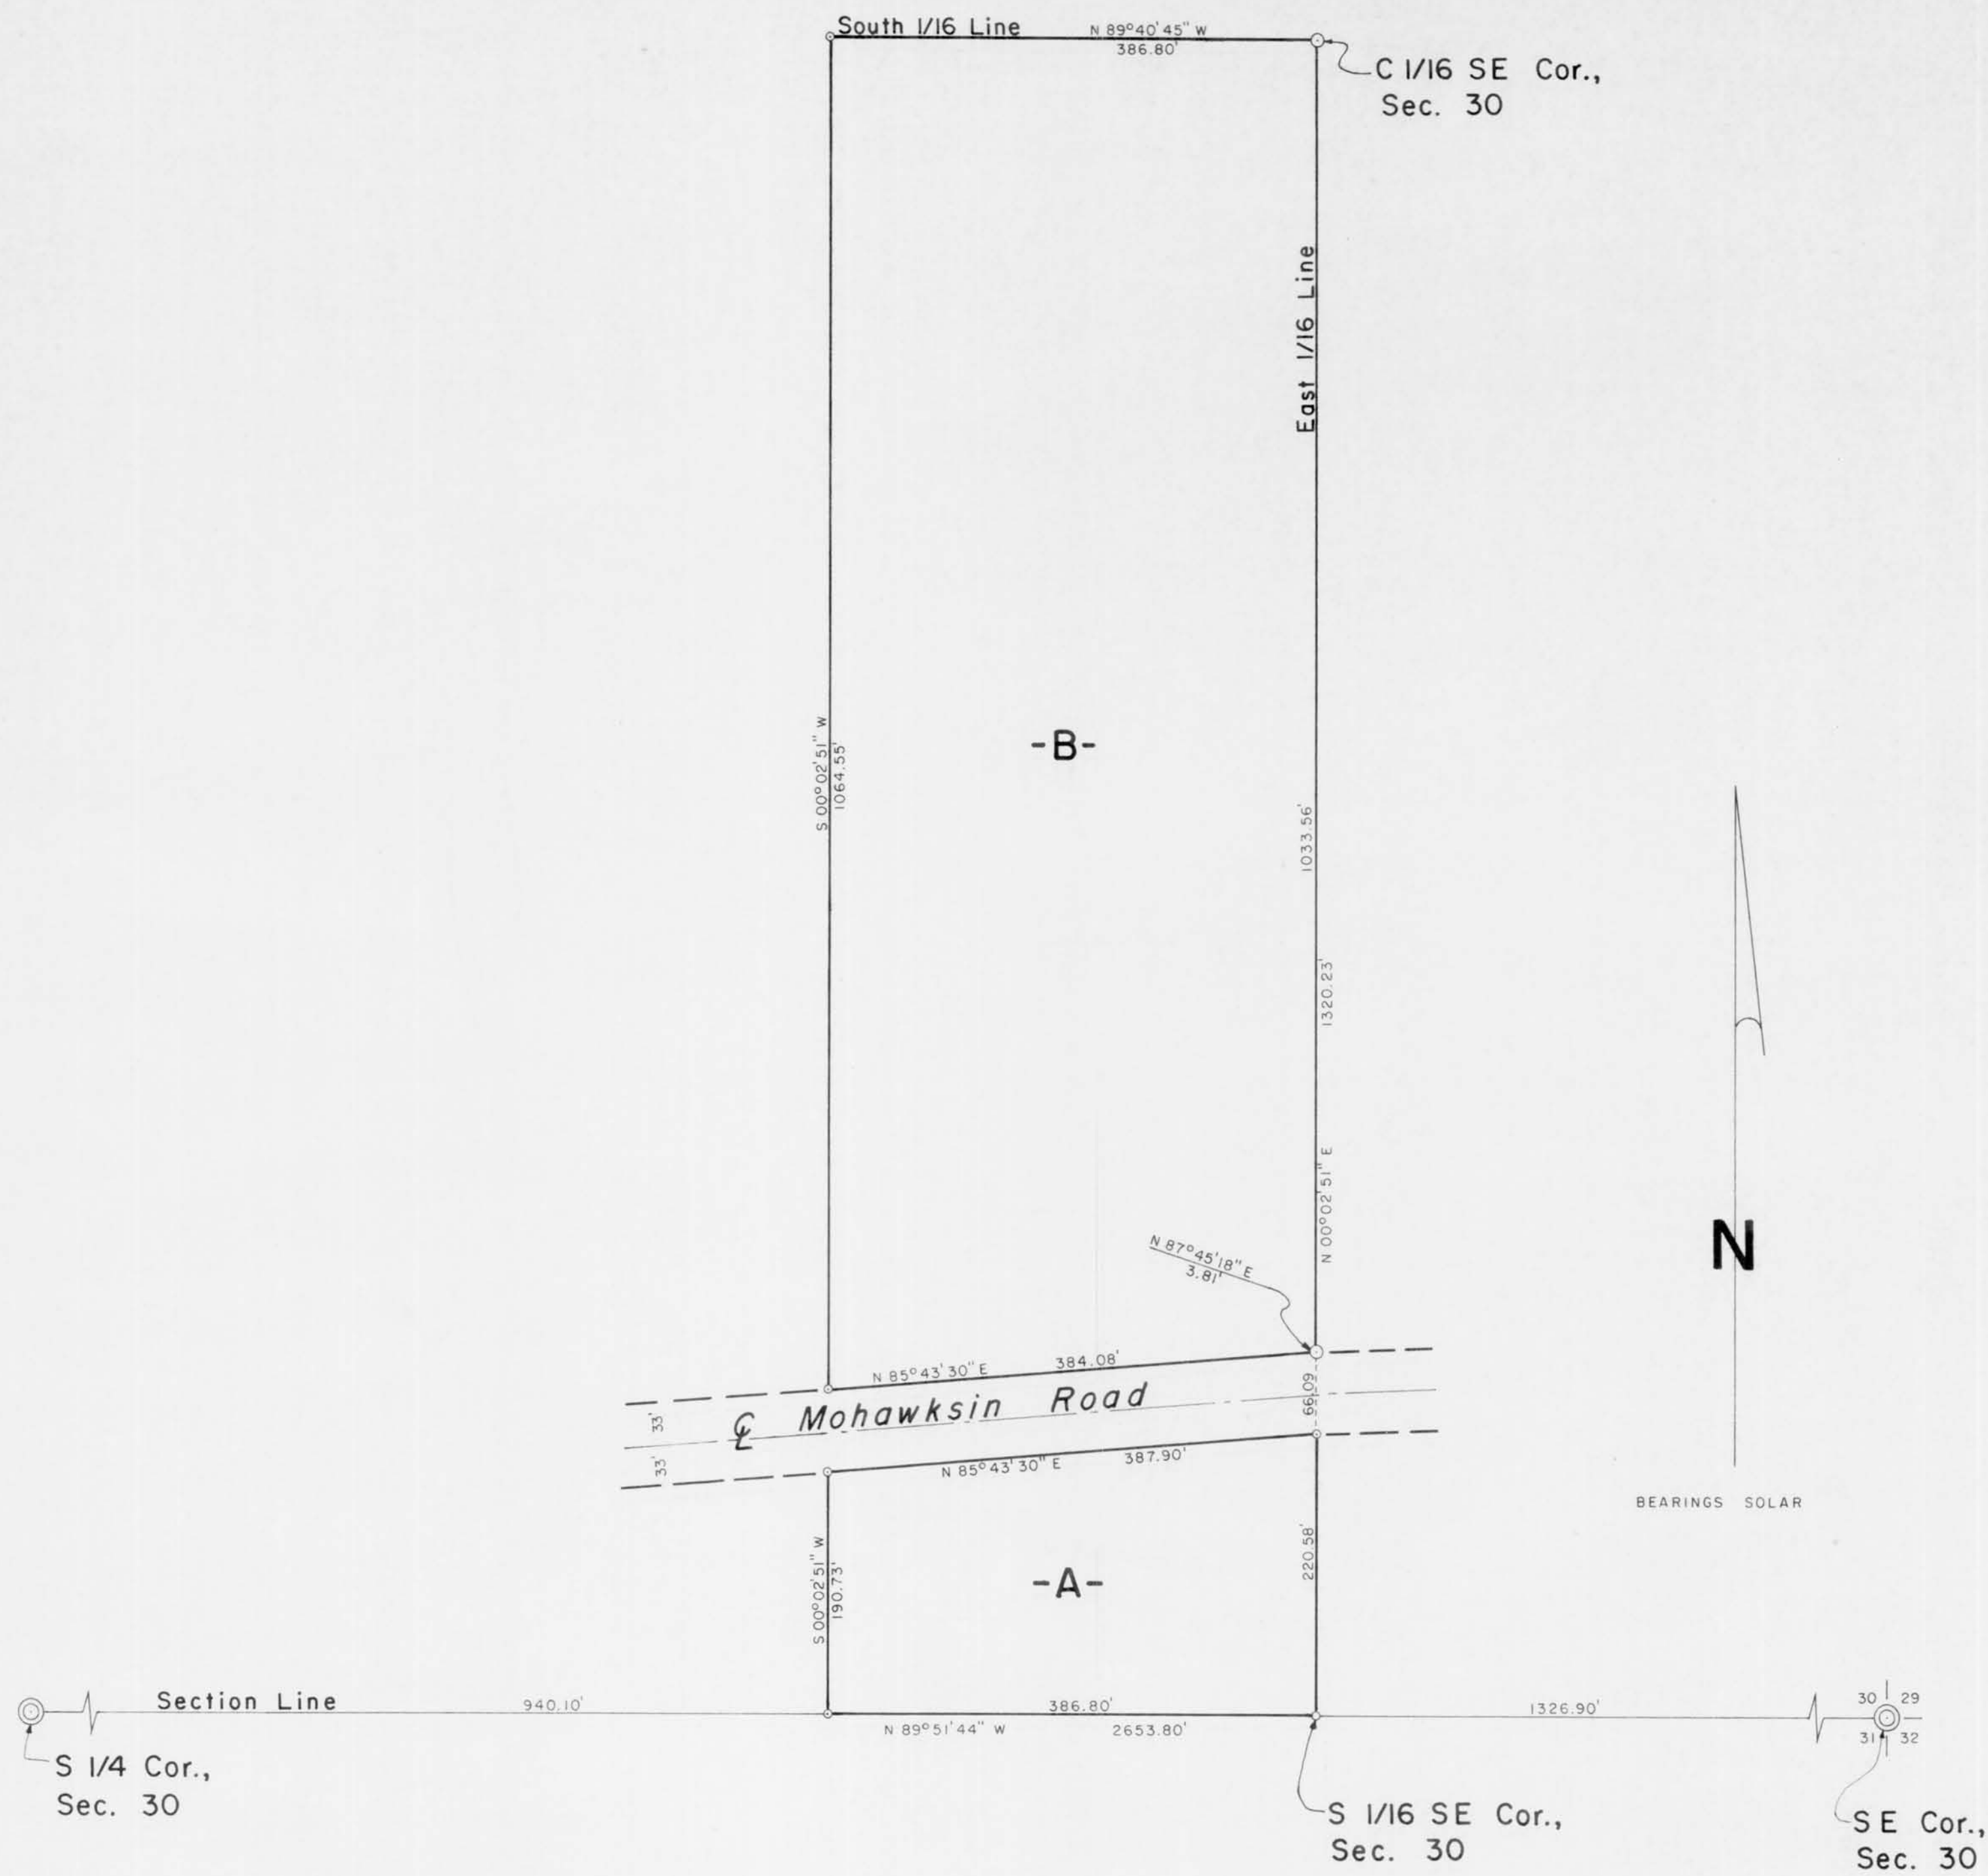 South 1/16 Line
N 89°40'45" W
386.80'
C 1/16 SE Cor.,
Sec. 30
East 1/16 Line
S 00°02'51" W
1064.55'
-B-
1033.56'
1320.23'
N 00°02'51" E
N 87°45'18" E
3.81'
N 85°43'30" E
384.08'
33'
℄ Mohawksin Road
66.09
33'
N 85°43'30" E
387.90'
N
BEARINGS SOLAR
S 00°02'51" W
190.73'
-A-
220.58'
Section Line
940.10'
386.80'
N 89°51'44" W
2653.80'
1326.90'
30 29
31 32
S 1/4 Cor.,
Sec. 30
S 1/16 SE Cor.,
Sec. 30
SE Cor.,
Sec. 30